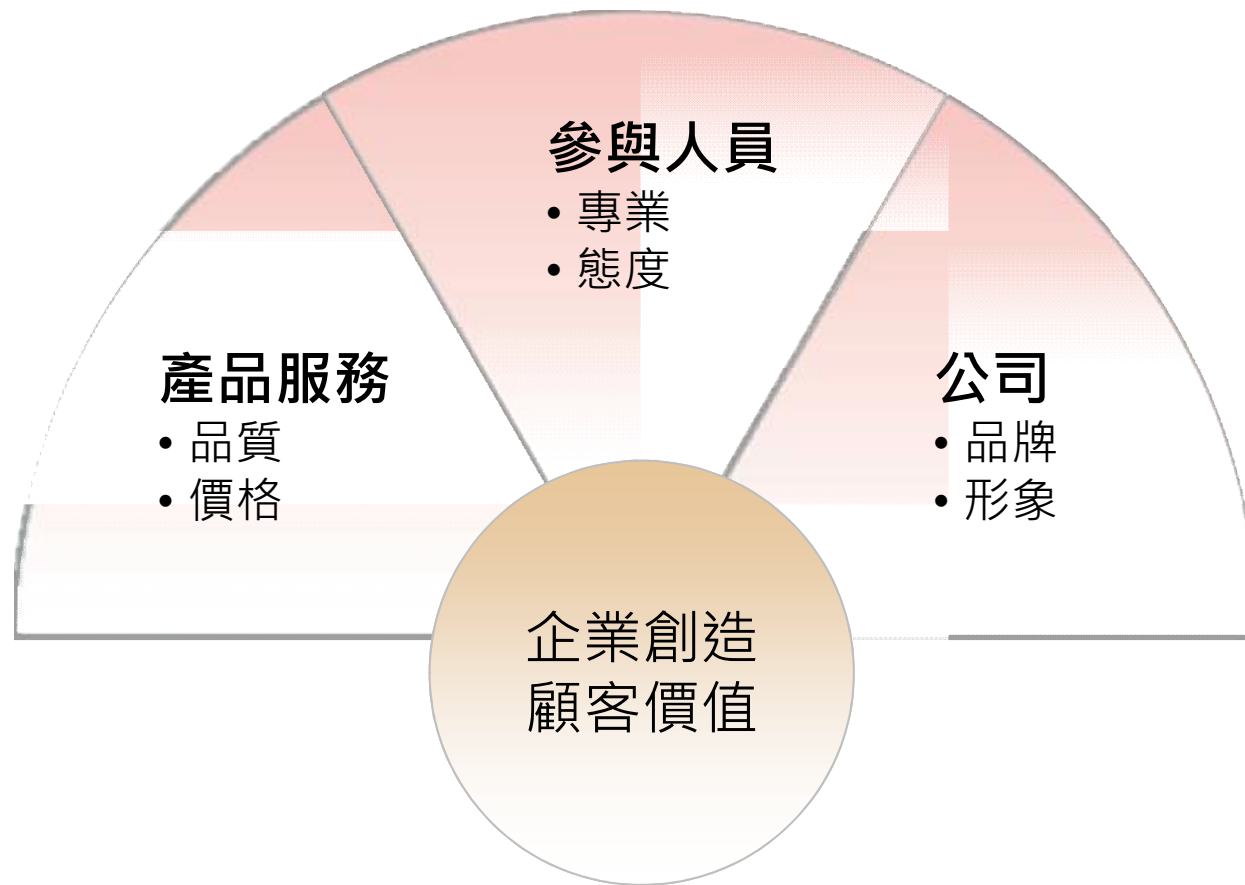 參與人員
• 專業
• 態度
產品服務
• 品質
• 價格
公司
• 品牌
• 形象
企業創造
顧客價值